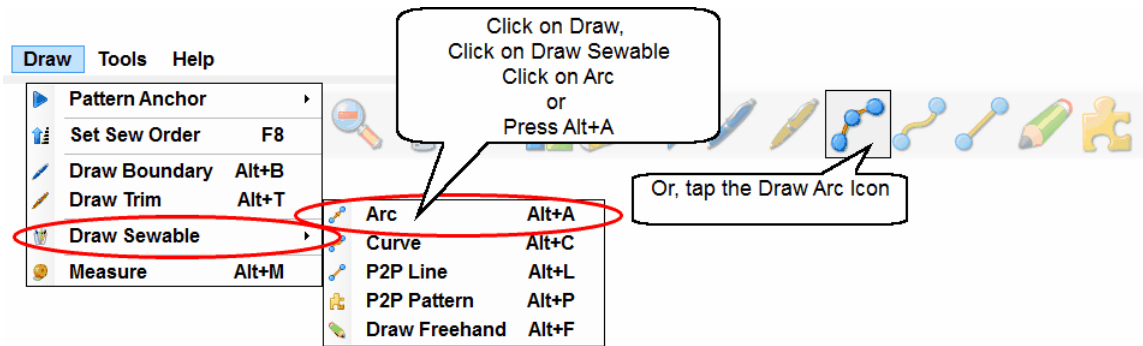 Click on Draw,
Click on Draw Sewable
Click on Arc
or
Press Alt+A
Draw Tools Help
Pattern Anchor
Set Sew Order F8
Draw Boundary Alt+B
Draw Trim Alt+T
Draw Sewable
Measure Alt+M
Or, tap the Draw Arc Icon
Arc Alt+A
Curve Alt+C
P2P Line Alt+L
P2P Pattern Alt+P
Draw Freehand Alt+F